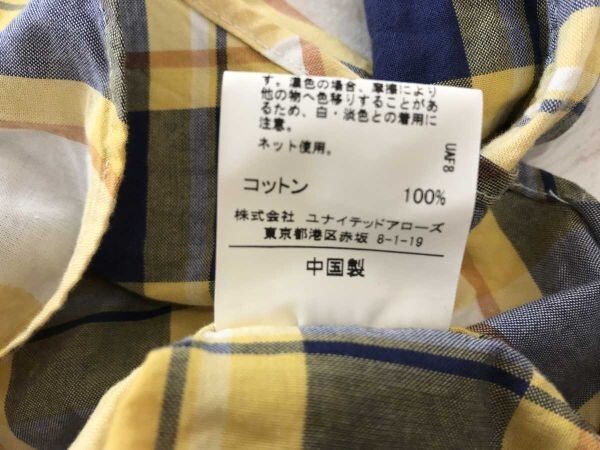 す。濃色の場合、摩擦により
他の物へ色移りすることがあ
るため、白・淡色との着用に
注意。
ネット使用。
UAF8
コットン 100%
株式会社 ユナイテッドアローズ
東京都港区赤坂 8-1-19
中国製